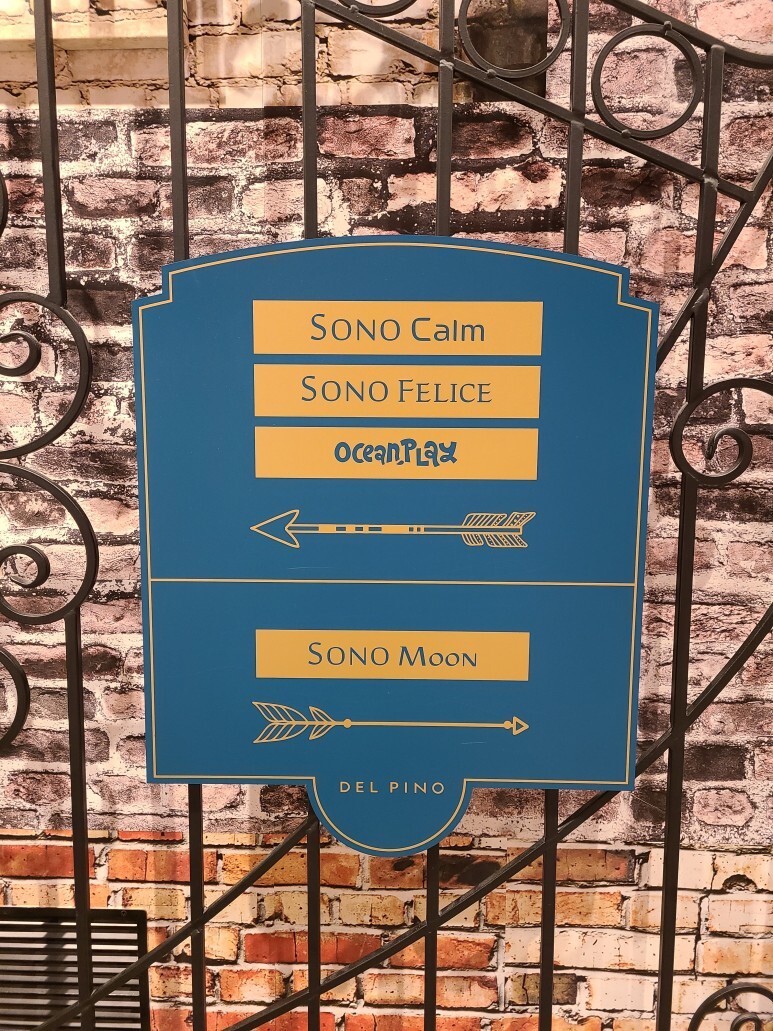 SONO Calm
SONO FELICE
OceanPLay
SONO MOON
DEL PINO